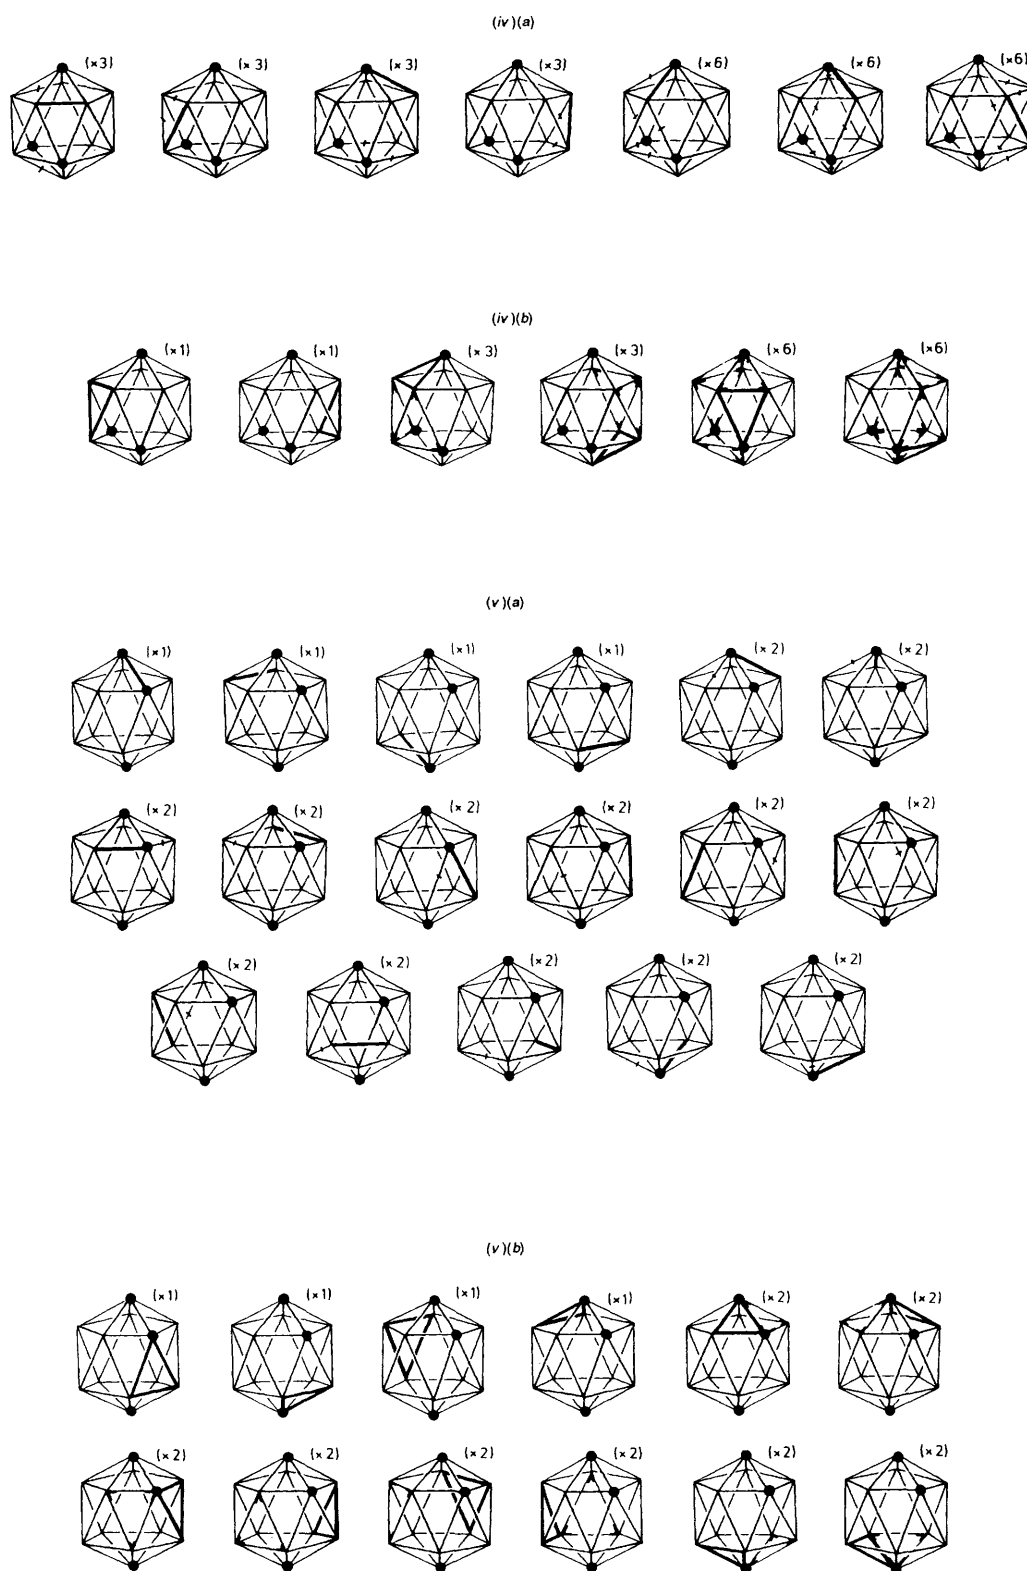 (iv)(a)
(×3) (×3) (×3) (×3) (×6) (×6) (×6)
(iv)(b)
(×1) (×1) (×3) (×3) (×6) (×6)
(v)(a)
(×1) (×1) (×1) (×1) (×2) (×2)
(×2) (×2) (×2) (×2) (×2) (×2)
(×2) (×2) (×2) (×2) (×2)
(v)(b)
(×1) (×1) (×1) (×1) (×2) (×2)
(×2) (×2) (×2) (×2) (×2) (×2)